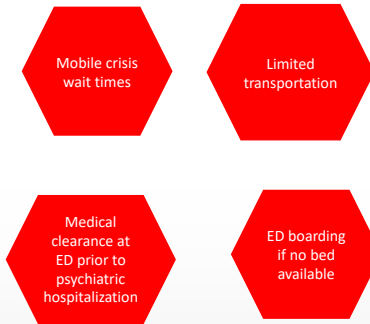 Mobile crisis
wait times
Limited
transportation
Medical
clearance at
ED prior to
psychiatric
hospitalization
ED boarding
if no bed
available